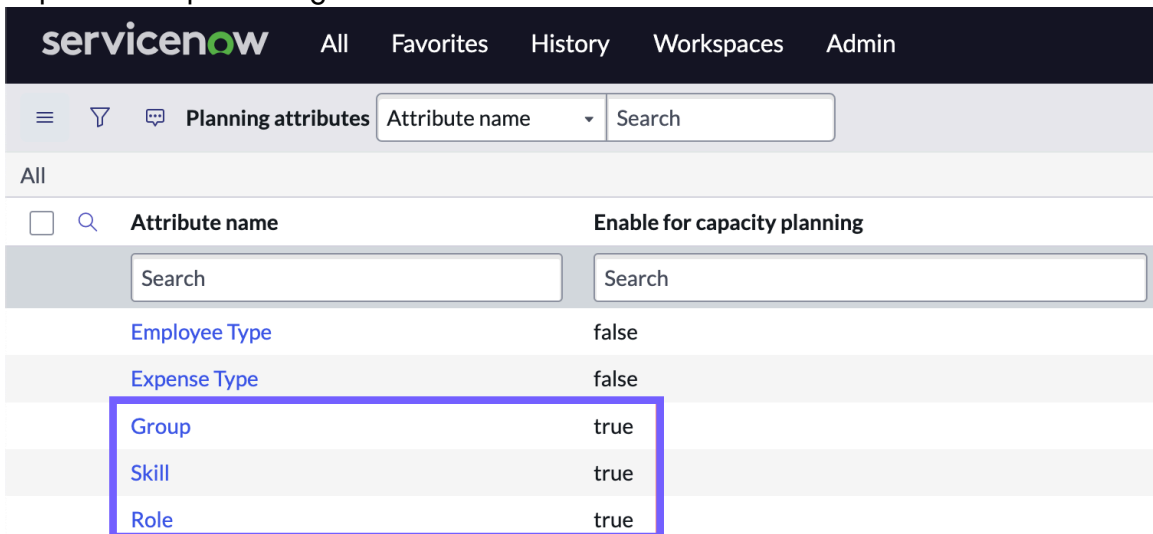 servicenow All Favorites History Workspaces Admin
Planning attributes Attribute name Search
All
Attribute name Enable for capacity planning
Search Search
Employee Type false
Expense Type false
Group true
Skill true
Role true